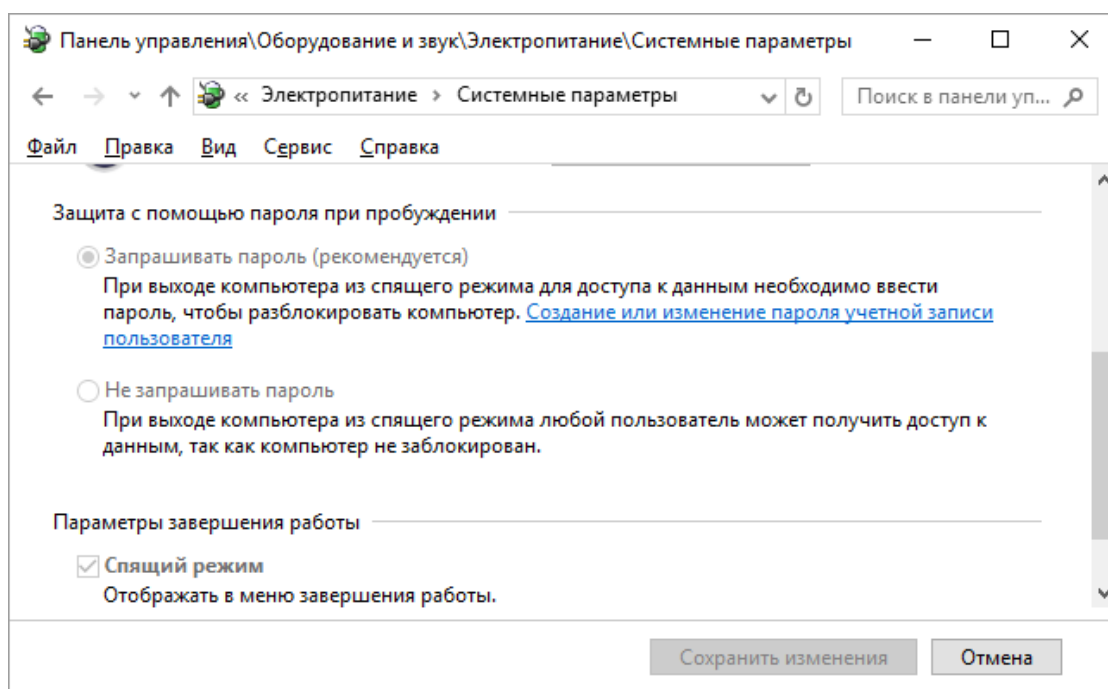 Панель управления\Оборудование и звук\Электропитание\Системные параметры
« Электропитание > Системные параметры
Поиск в панели уп...
Файл Правка Вид Сервис Справка
Защита с помощью пароля при пробуждении
Запрашивать пароль (рекомендуется)
При выходе компьютера из спящего режима для доступа к данным необходимо ввести
пароль, чтобы разблокировать компьютер. Создание или изменение пароля учетной записи
пользователя
Не запрашивать пароль
При выходе компьютера из спящего режима любой пользователь может получить доступ к
данным, так как компьютер не заблокирован.
Параметры завершения работы
Спящий режим
Отображать в меню завершения работы.
Сохранить изменения
Отмена